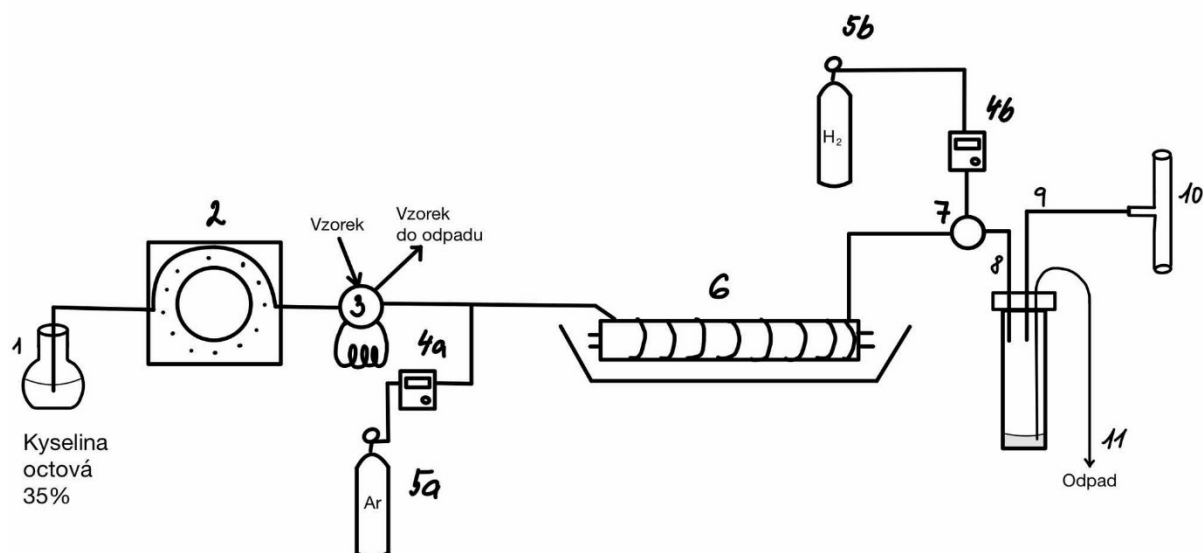 5b
4b
H₂
10
9
7
8
2
Vzorek
Vzorek
do odpadu
3
6
1
4a
Kyselina
octová
35%
5a
Ar
11
Odpad